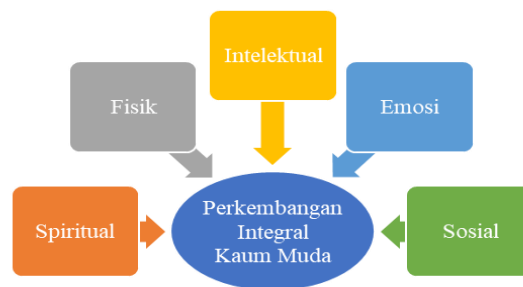 Intelektual
Fisik
Emosi
Spiritual
Perkembangan
Integral
Kaum Muda
Sosial